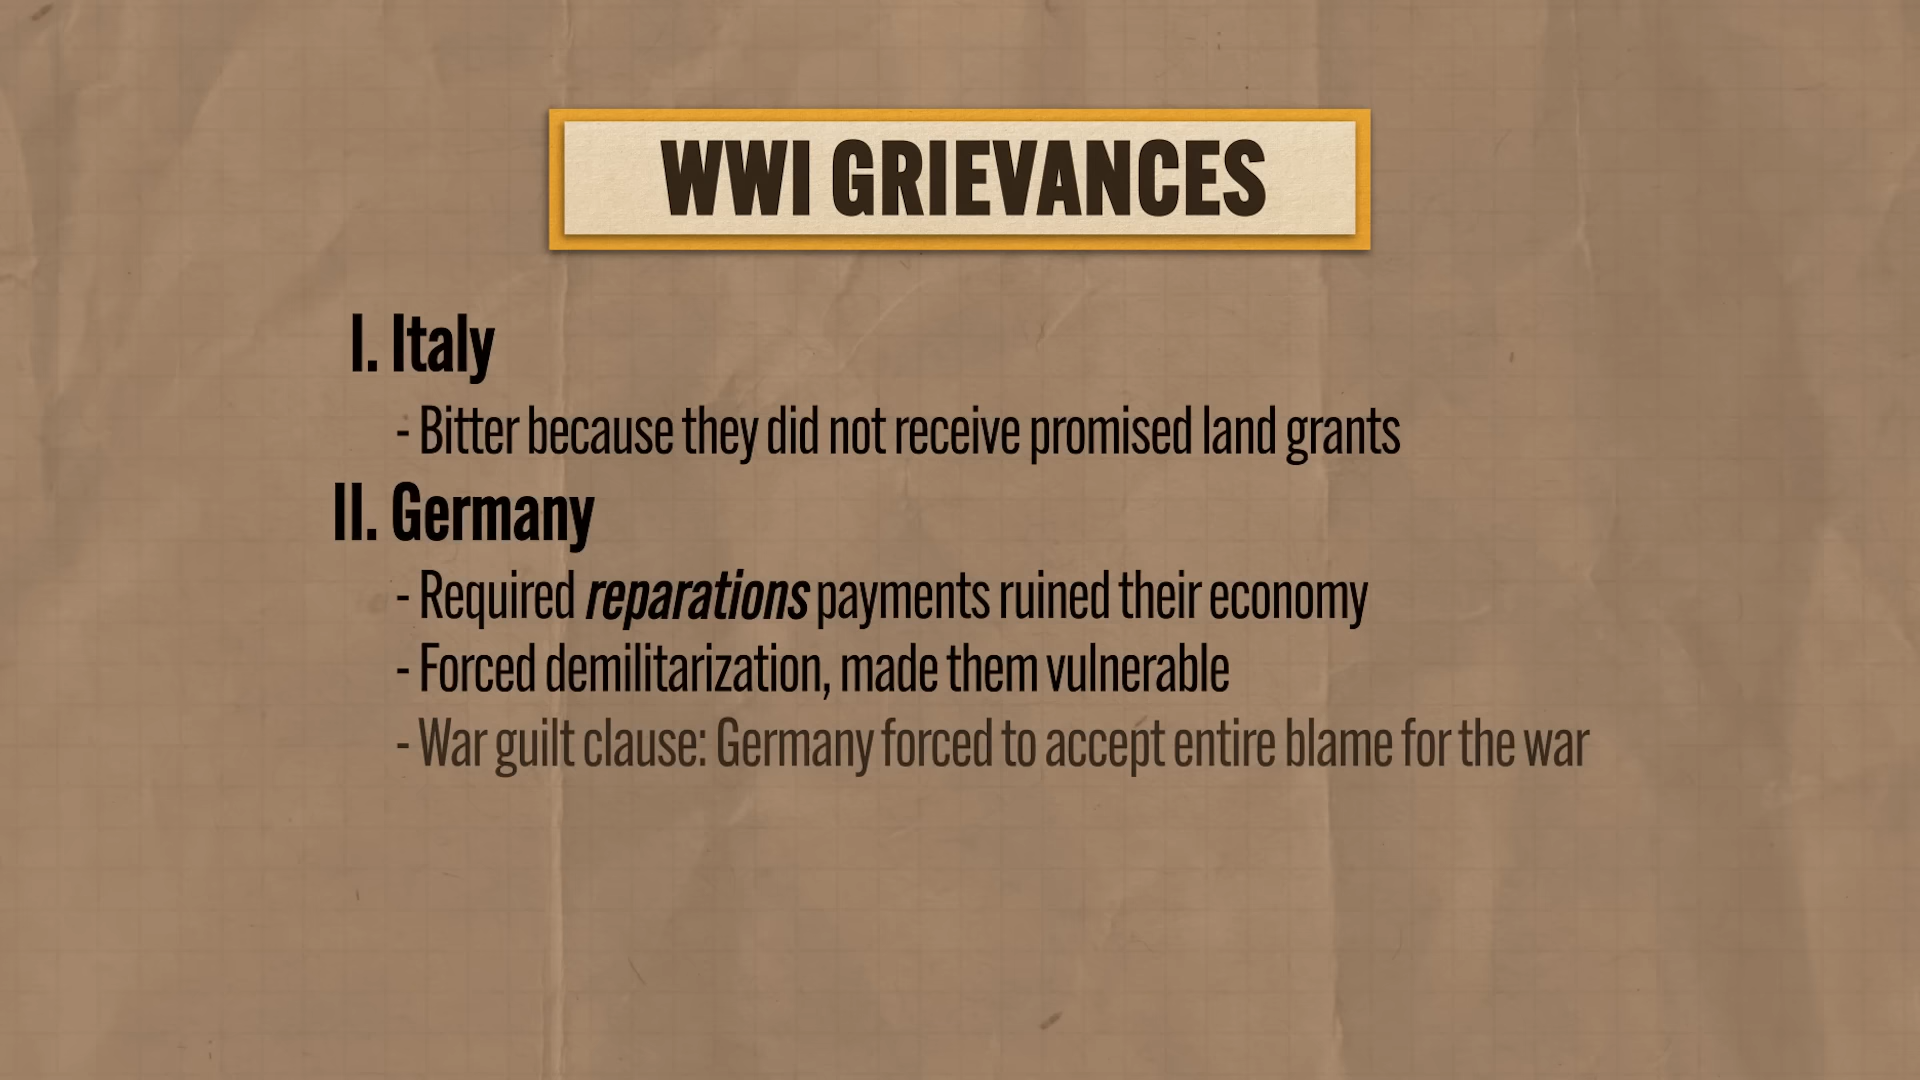 WWI GRIEVANCES
I. Italy
- Bitter because they did not receive promised land grants
II. Germany
- Required reparations payments ruined their economy
- Forced demilitarization, made them vulnerable
- War guilt clause: Germany forced to accept entire blame for the war